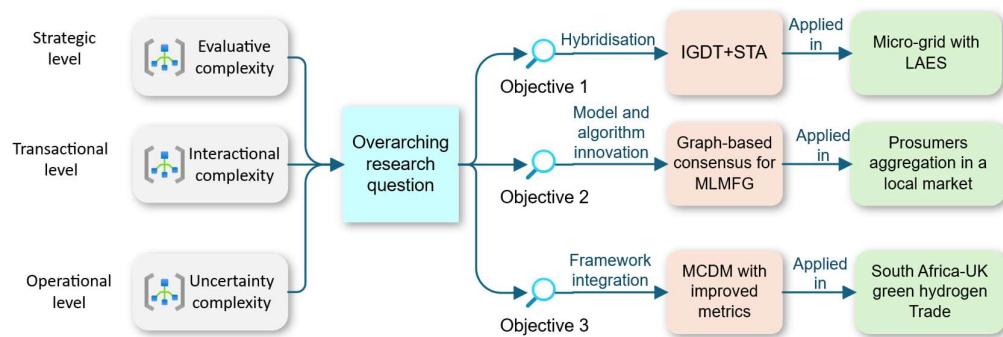 Strategic
level
Evaluative
complexity
Transactional
level
Interactional
complexity
Operational
level
Uncertainty
complexity
Overarching
research
question
Objective 1
Hybridisation
IGDT+STA
Applied
in
Micro-grid with
LAES
Objective 2
Model and
algorithm
innovation
Graph-based
consensus for
MLMFG
Applied
in
Prosumers
aggregation in a
local market
Objective 3
Framework
integration
MCDM with
improved
metrics
Applied
in
South Africa-UK
green hydrogen
Trade